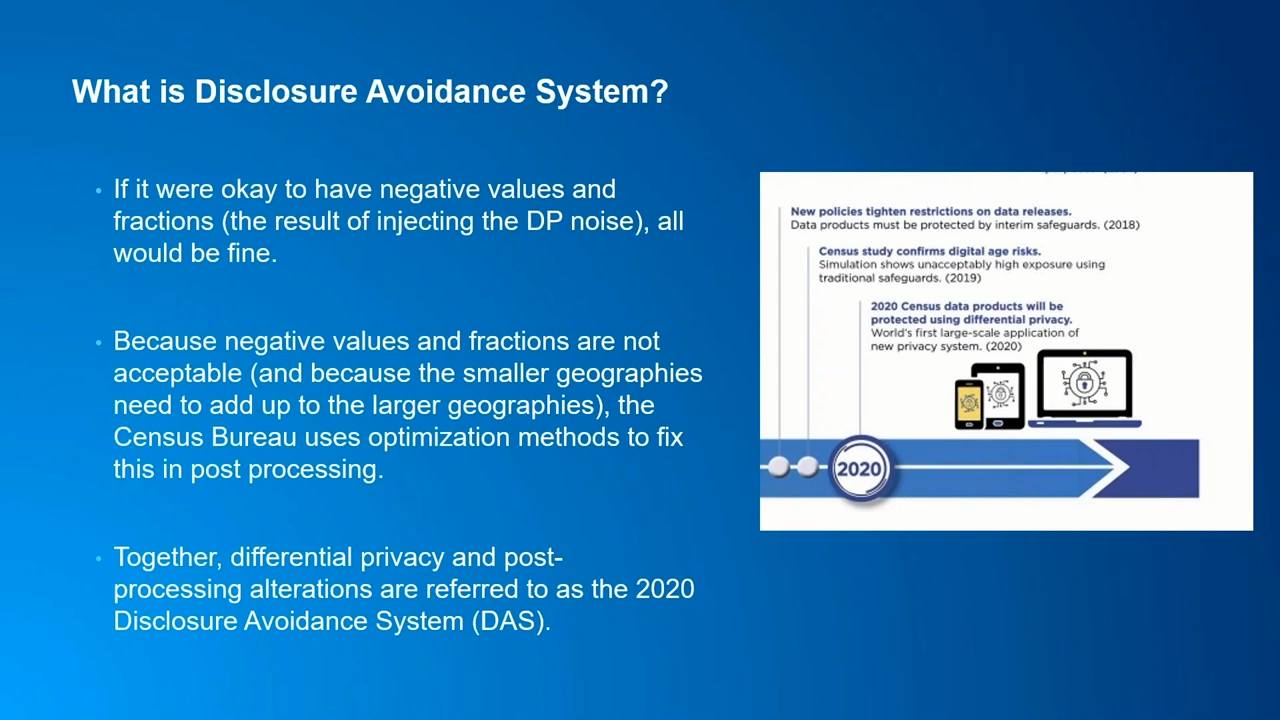 What is Disclosure Avoidance System?
• If it were okay to have negative values and
fractions (the result of injecting the DP noise), all
would be fine.
• Because negative values and fractions are not
acceptable (and because the smaller geographies
need to add up to the larger geographies), the
Census Bureau uses optimization methods to fix
this in post processing.
• Together, differential privacy and post-
processing alterations are referred to as the 2020
Disclosure Avoidance System (DAS).
New policies tighten restrictions on data releases.
Data products must be protected by interim safeguards. (2018)
Census study confirms digital age risks.
Simulation shows unacceptably high exposure using
traditional safeguards. (2019)
2020 Census data products will be
protected using differential privacy.
World's first large-scale application of
new privacy system. (2020)
2020